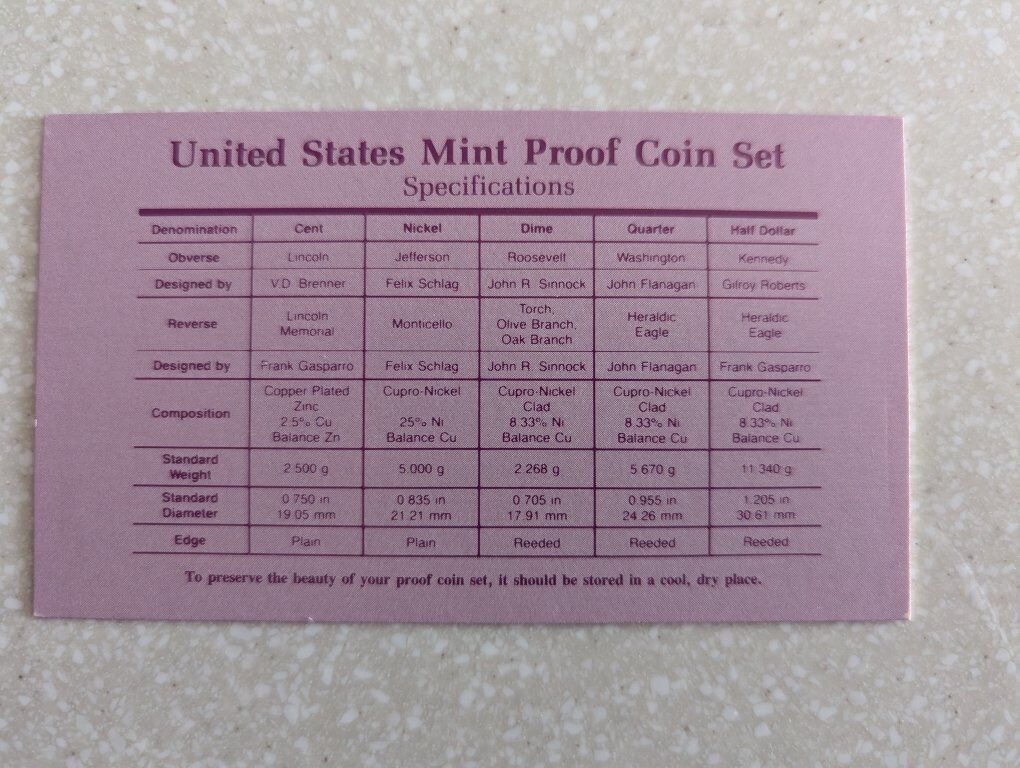 United States Mint Proof Coin Set
Specifications
Denomination Cent Nickel Dime Quarter Half Dollar
Obverse Lincoln Jefferson Roosevelt Washington Kennedy
Designed by V.D. Brenner Felix Schlag John R. Sinnock John Flanagan Gilroy Roberts
Reverse Lincoln Memorial Monticello Torch, Olive Branch, Oak Branch Heraldic Eagle Heraldic Eagle
Designed by Frank Gasparro Felix Schlag John R. Sinnock John Flanagan Frank Gasparro
Composition Copper Plated Zinc 2.5% Cu Balance Zn Cupro-Nickel 25% Ni Balance Cu Cupro-Nickel Clad 8.33% Ni Balance Cu Cupro-Nickel Clad 8.33% Ni Balance Cu Cupro-Nickel Clad 8.33% Ni Balance Cu
Standard Weight 2.500 g 5.000 g 2.268 g 5.670 g 11.340 g
Standard Diameter 0.750 in 19.05 mm 0.835 in 21.21 mm 0.705 in 17.91 mm 0.955 in 24.26 mm 1.205 in 30.61 mm
Edge Plain Plain Reeded Reeded Reeded
To preserve the beauty of your proof coin set, it should be stored in a cool, dry place.